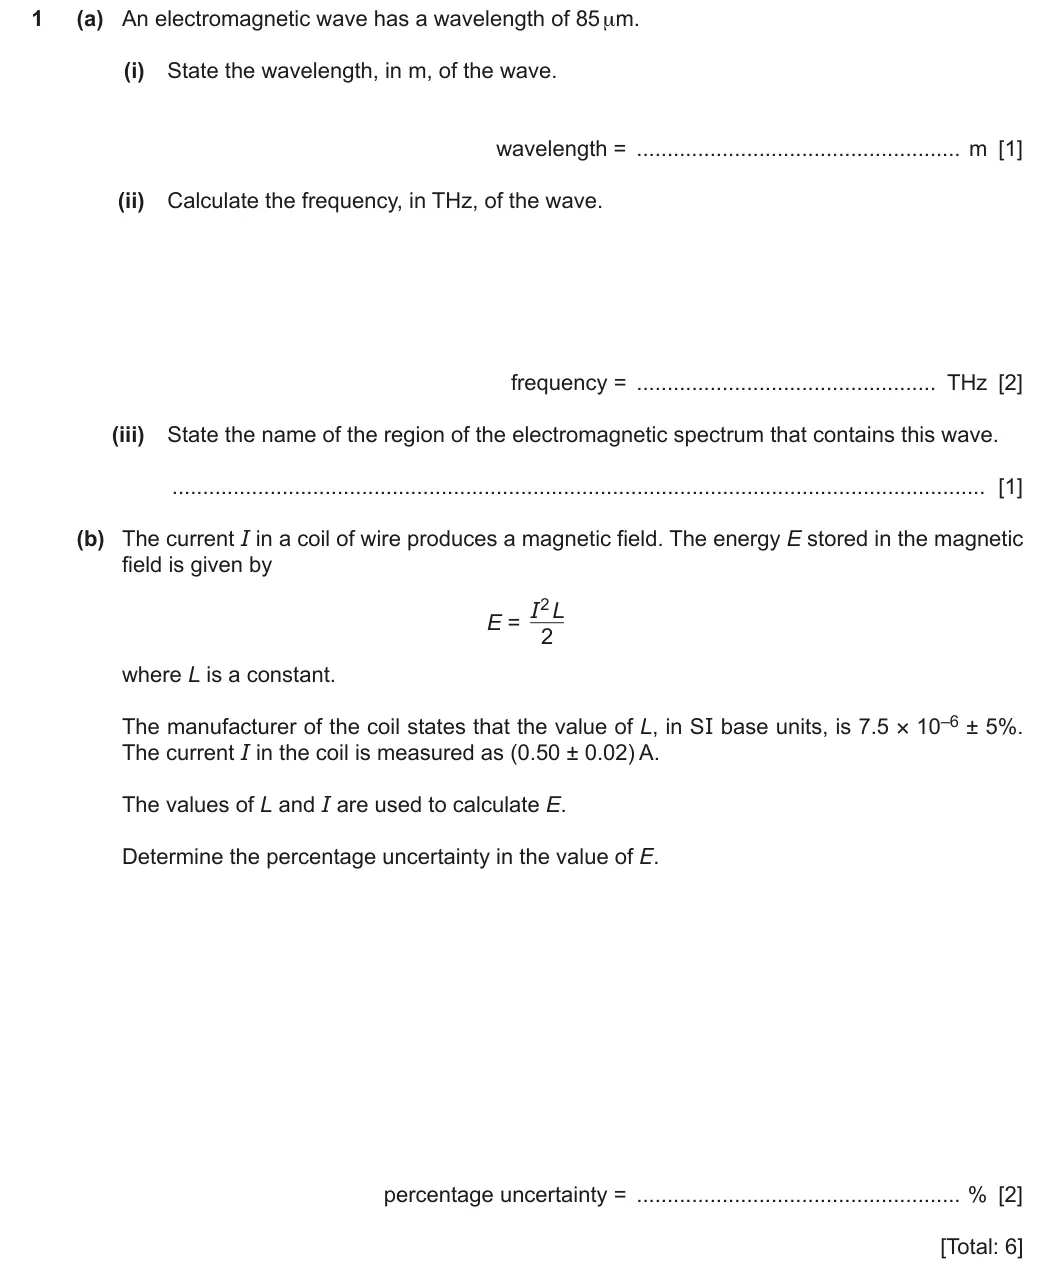 1 (a) An electromagnetic wave has a wavelength of 85 μm.
(i) State the wavelength, in m, of the wave.
wavelength = ..................................................... m [1]
(ii) Calculate the frequency, in THz, of the wave.
frequency = ................................................. THz [2]
(iii) State the name of the region of the electromagnetic spectrum that contains this wave.
...................................................................................................................................... [1]
(b) The current I in a coil of wire produces a magnetic field. The energy E stored in the magnetic
field is given by
E = I²L / 2
where L is a constant.
The manufacturer of the coil states that the value of L, in SI base units, is 7.5 × 10⁻⁶ ± 5%.
The current I in the coil is measured as (0.50 ± 0.02) A.
The values of L and I are used to calculate E.
Determine the percentage uncertainty in the value of E.
percentage uncertainty = ..................................................... % [2]
[Total: 6]